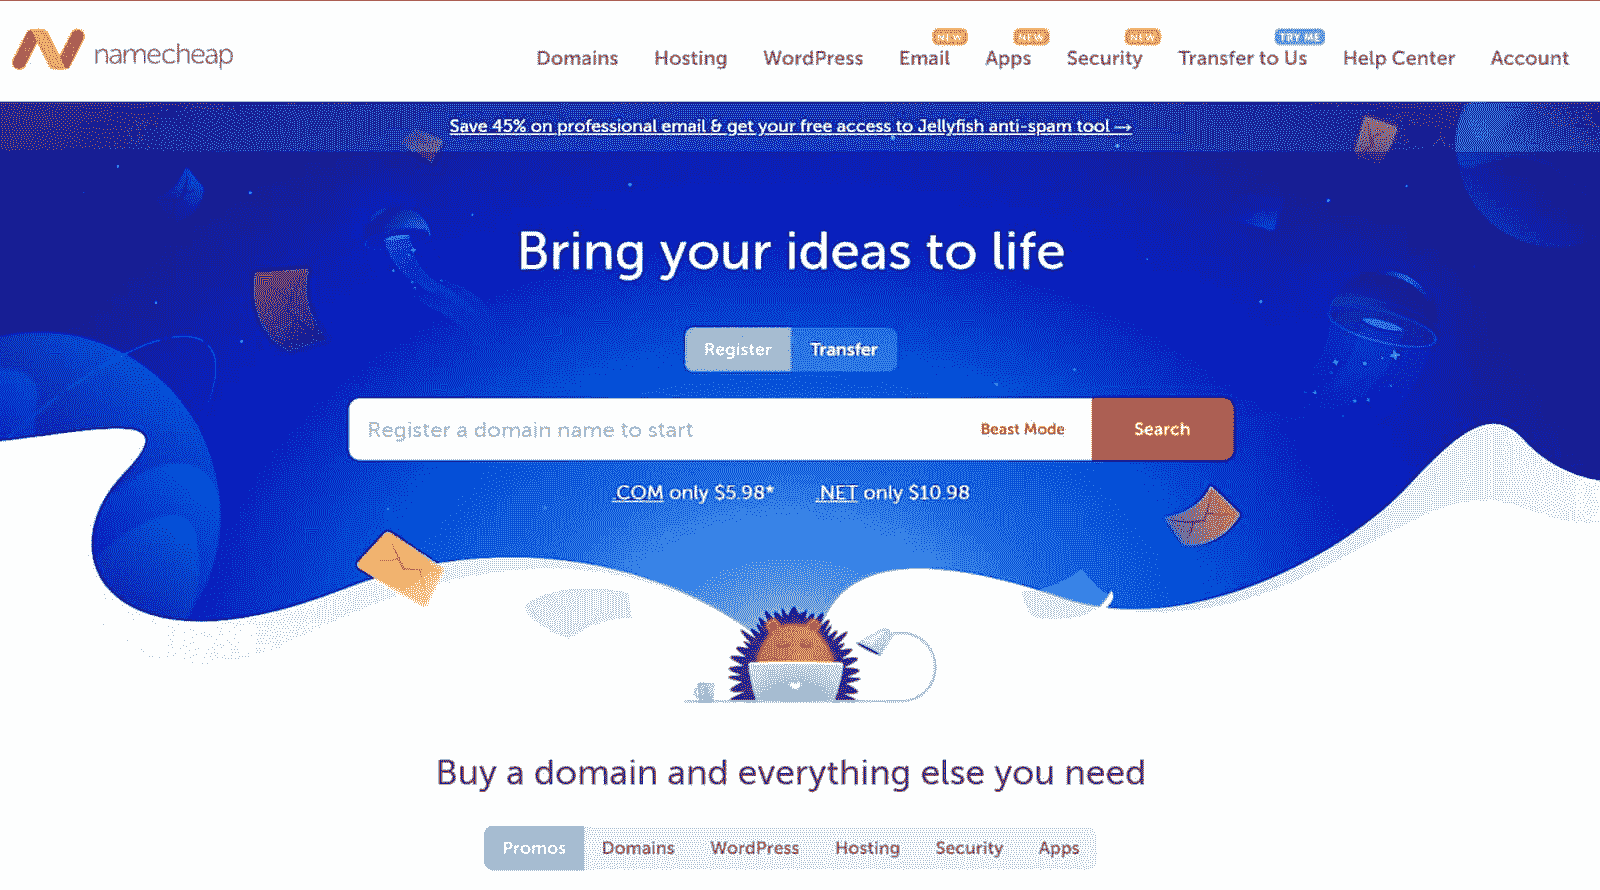 namecheap
NEW NEW NEW TRY ME
Domains Hosting WordPress Email Apps Security Transfer to Us Help Center Account
Save 45% on professional email & get your free access to Jellyfish anti-spam tool →
Bring your ideas to life
Register Transfer
Register a domain name to start Beast Mode Search
.COM only $5.98* .NET only $10.98
Buy a domain and everything else you need
Promos Domains WordPress Hosting Security Apps